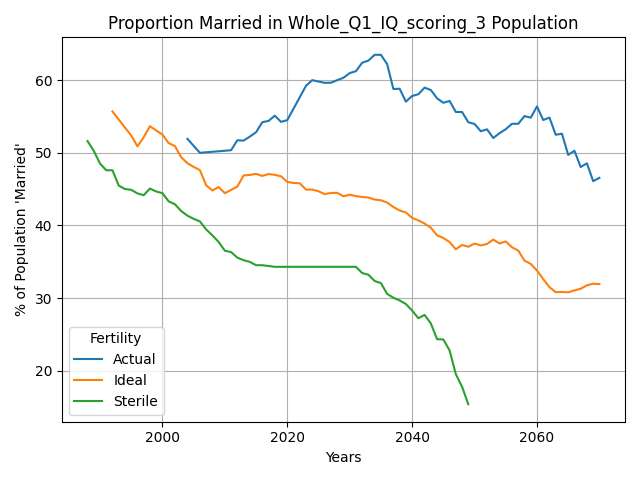 Proportion Married in Whole_Q1_IQ_scoring_3 Population
% of Population 'Married'
60
50
40
30
20
Fertility
Actual
Ideal
Sterile
2000 2020 2040 2060
Years